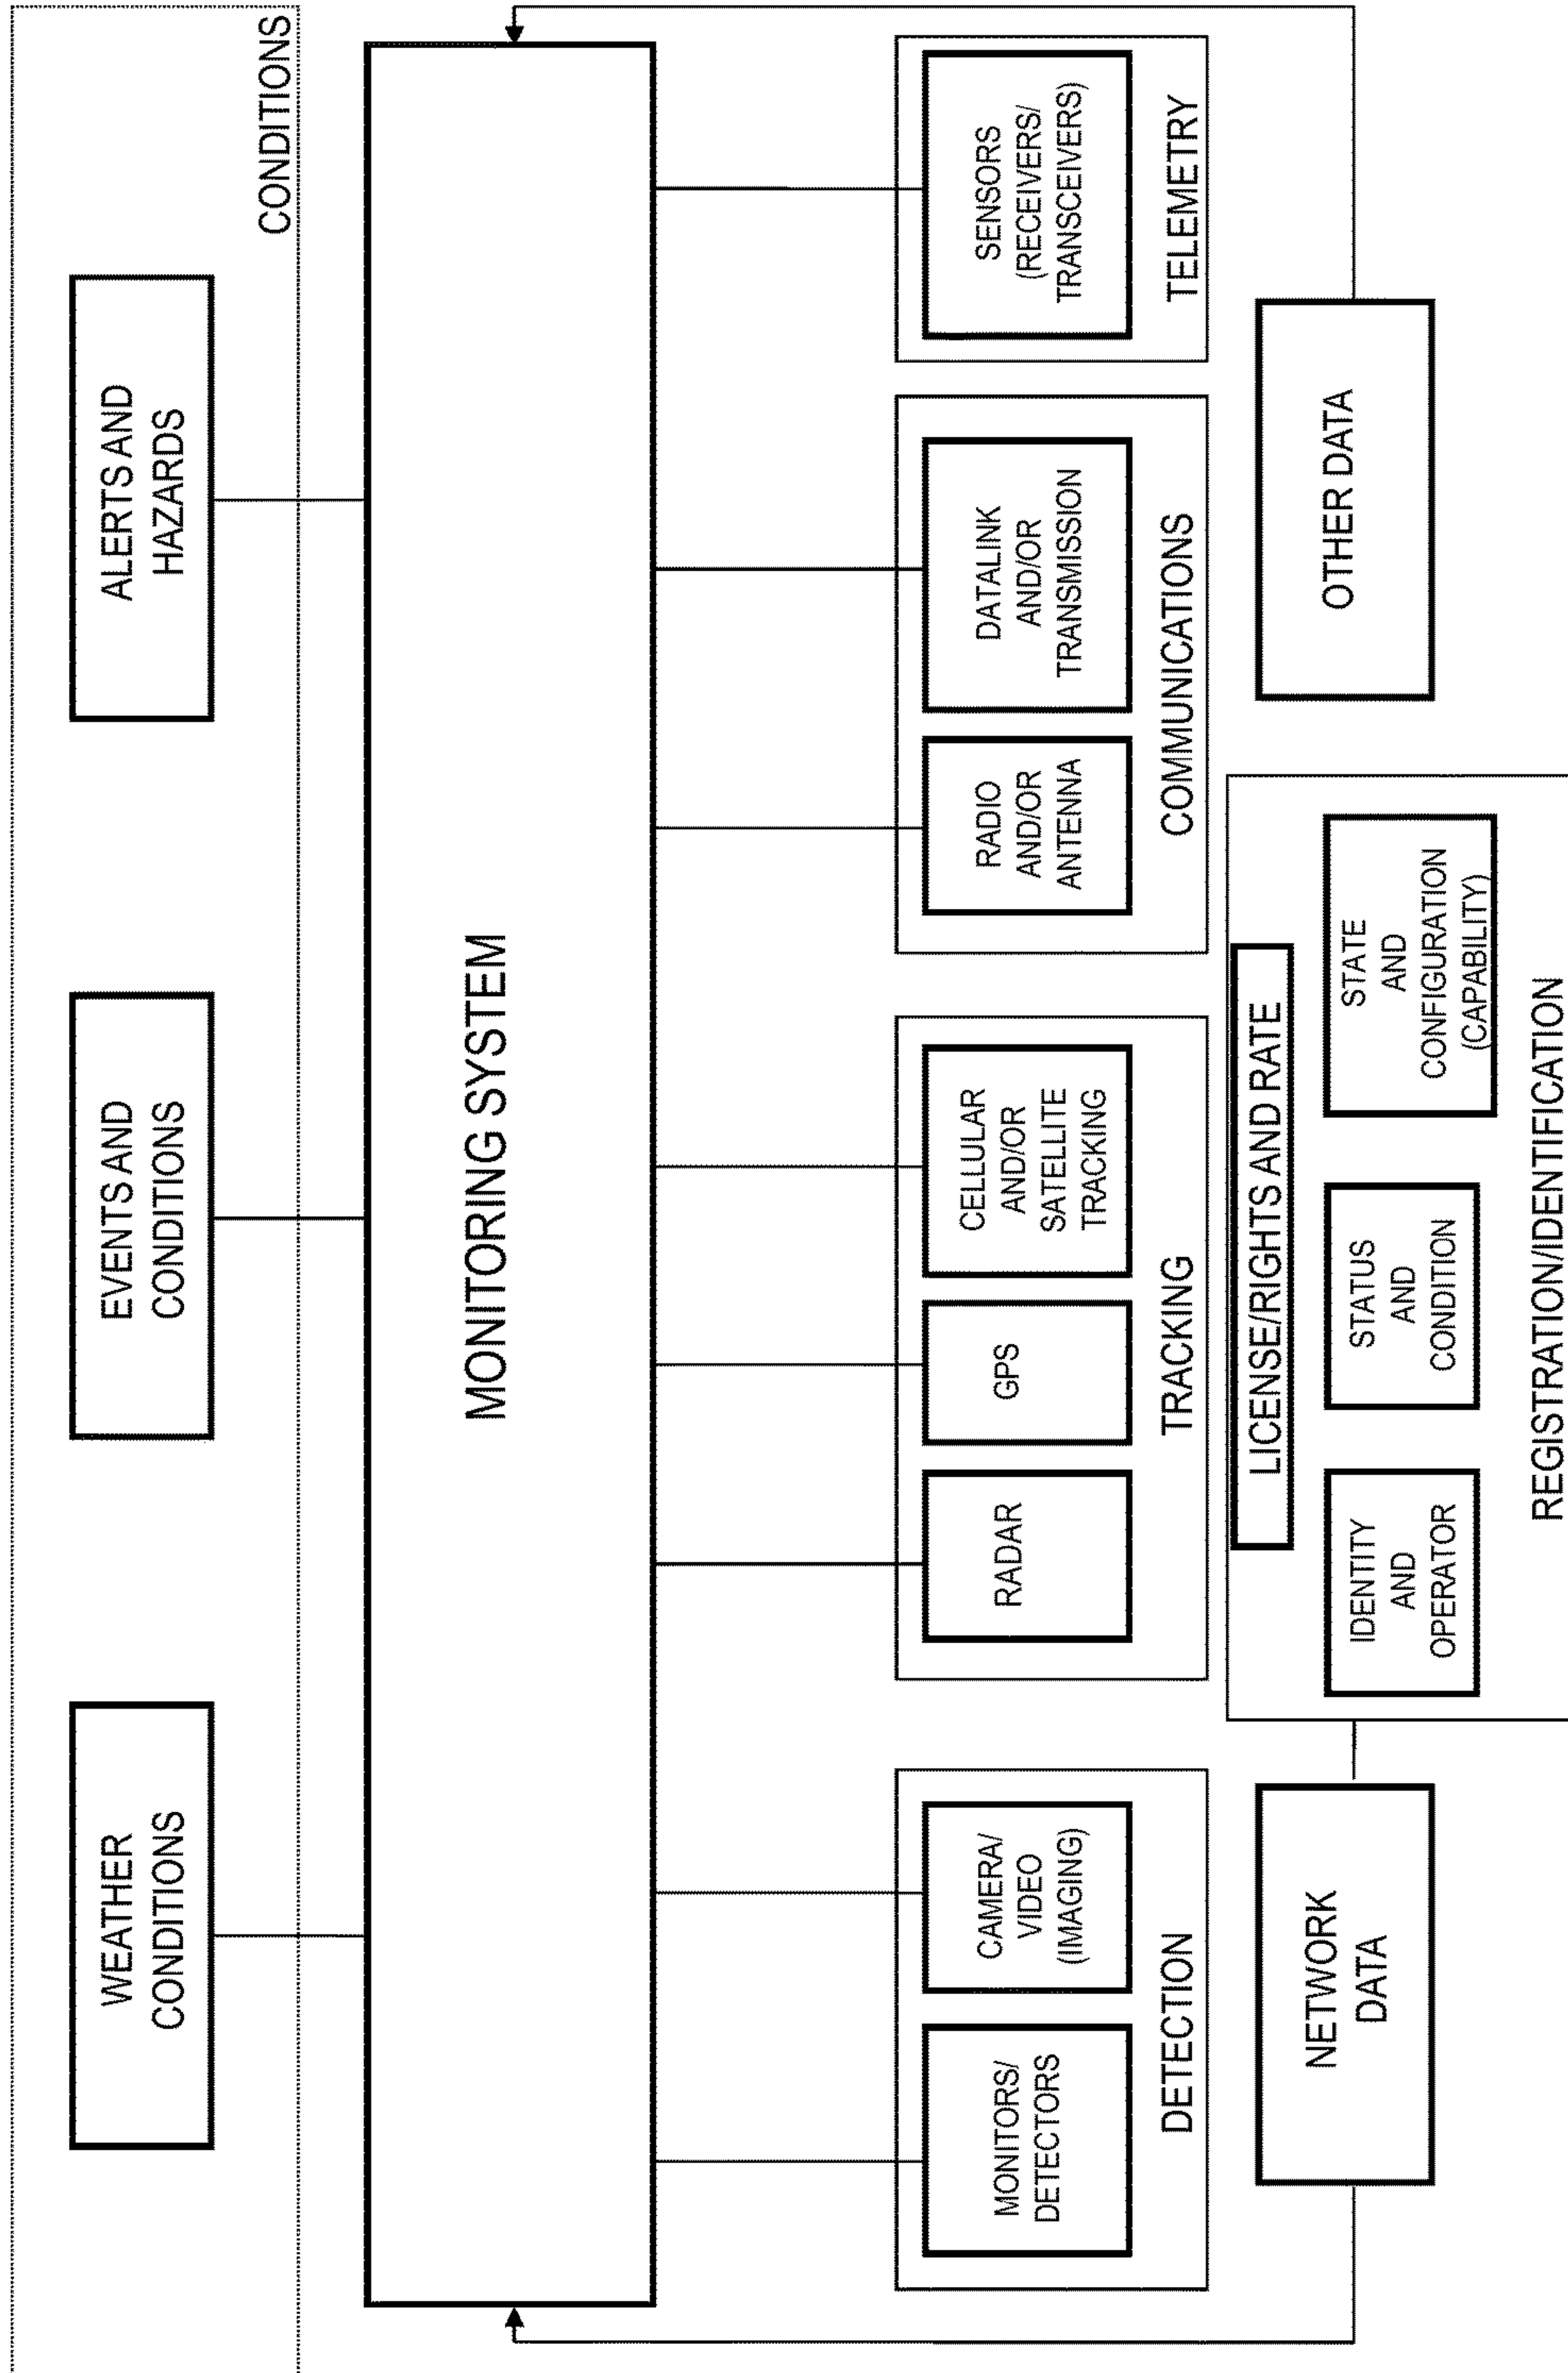 WEATHER
CONDITIONS
EVENTS AND
CONDITIONS
ALERTS AND
HAZARDS
CONDITIONS
MONITORING SYSTEM
MONITORS/
DETECTORS
CAMERA/
VIDEO
(IMAGING)
DETECTION
RADAR
GPS
CELLULAR
AND/OR
SATELLITE
TRACKING
TRACKING
RADIO
AND/OR
ANTENNA
DATALINK
AND/OR
TRANSMISSION
COMMUNICATIONS
SENSORS
(RECEIVERS/
TRANSCEIVERS)
TELEMETRY
NETWORK
DATA
LICENSE/RIGHTS AND RATE
IDENTITY
AND
OPERATOR
STATUS
AND
CONDITION
STATE
AND
CONFIGURATION
(CAPABILITY)
REGISTRATION/IDENTIFICATION
OTHER DATA